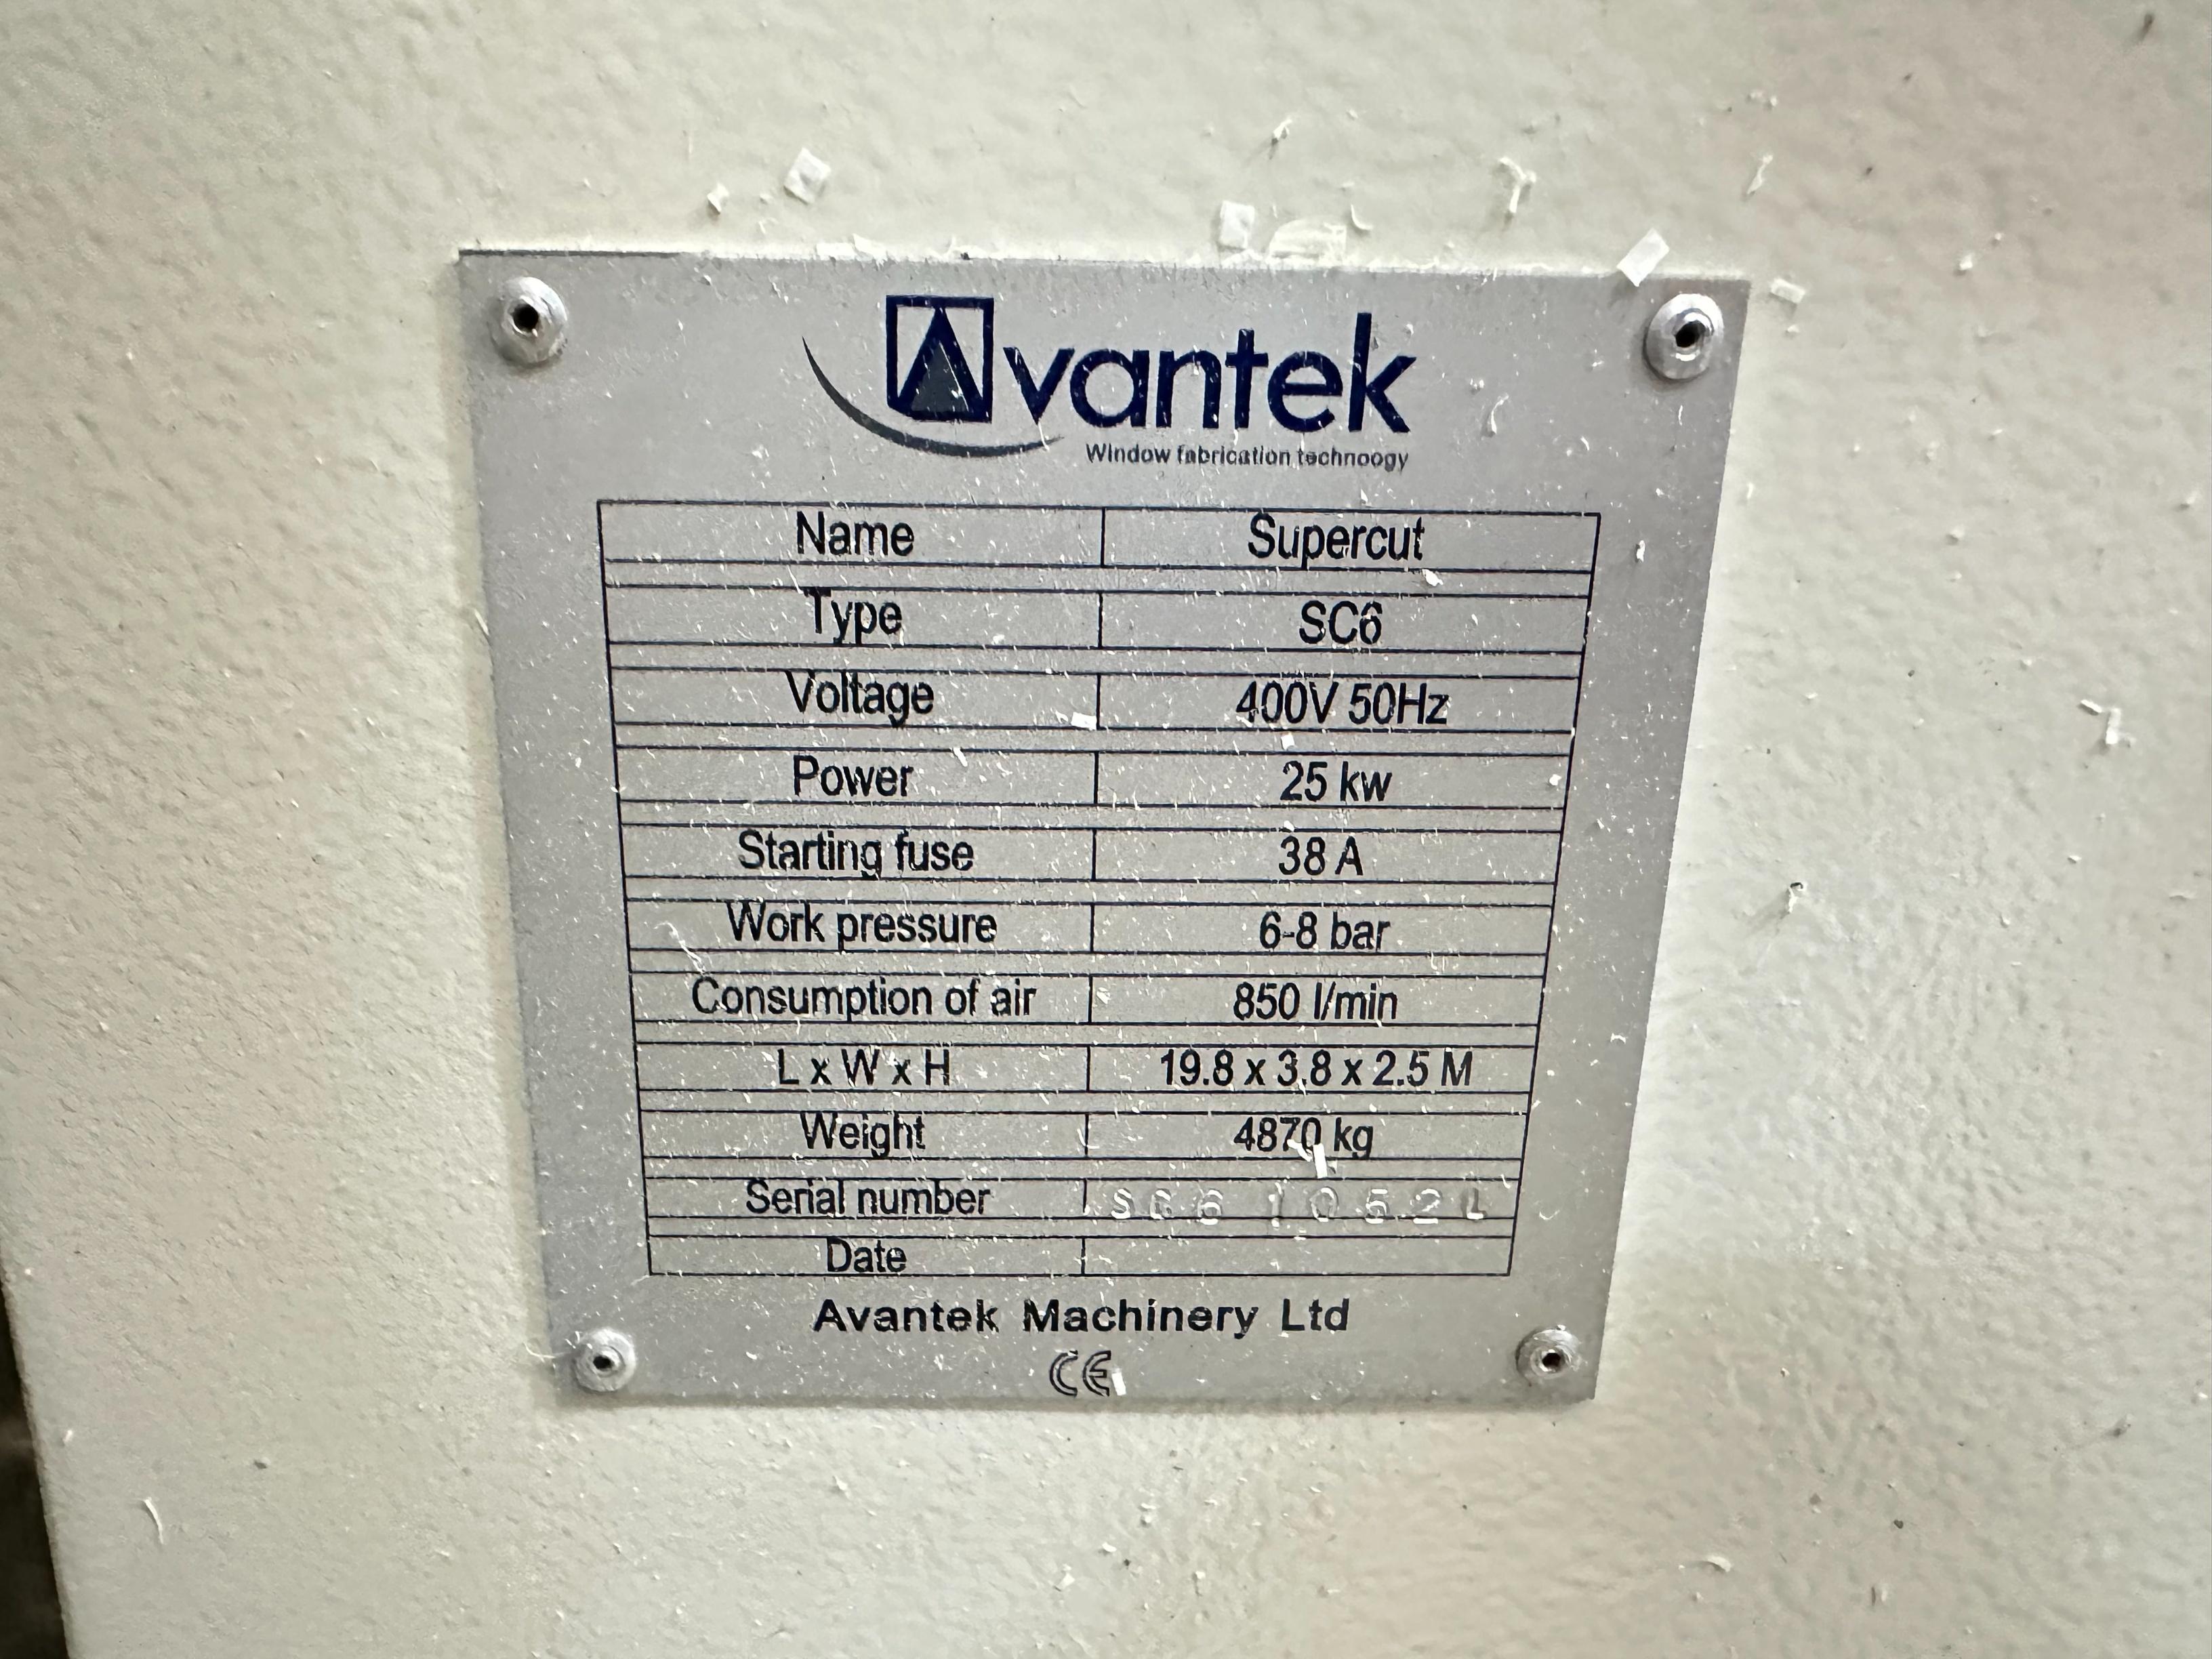 Avantek
Window fabrication technoogy
Name Supercut
Type SC6
Voltage 400V 50Hz
Power 25 kw
Starting fuse 38 A
Work pressure 6-8 bar
Consumption of air 850 l/min
L x W x H 19.8 x 3.8 x 2.5 M
Weight 4870 kg
Serial number
Date
Avantek Machinery Ltd
CE